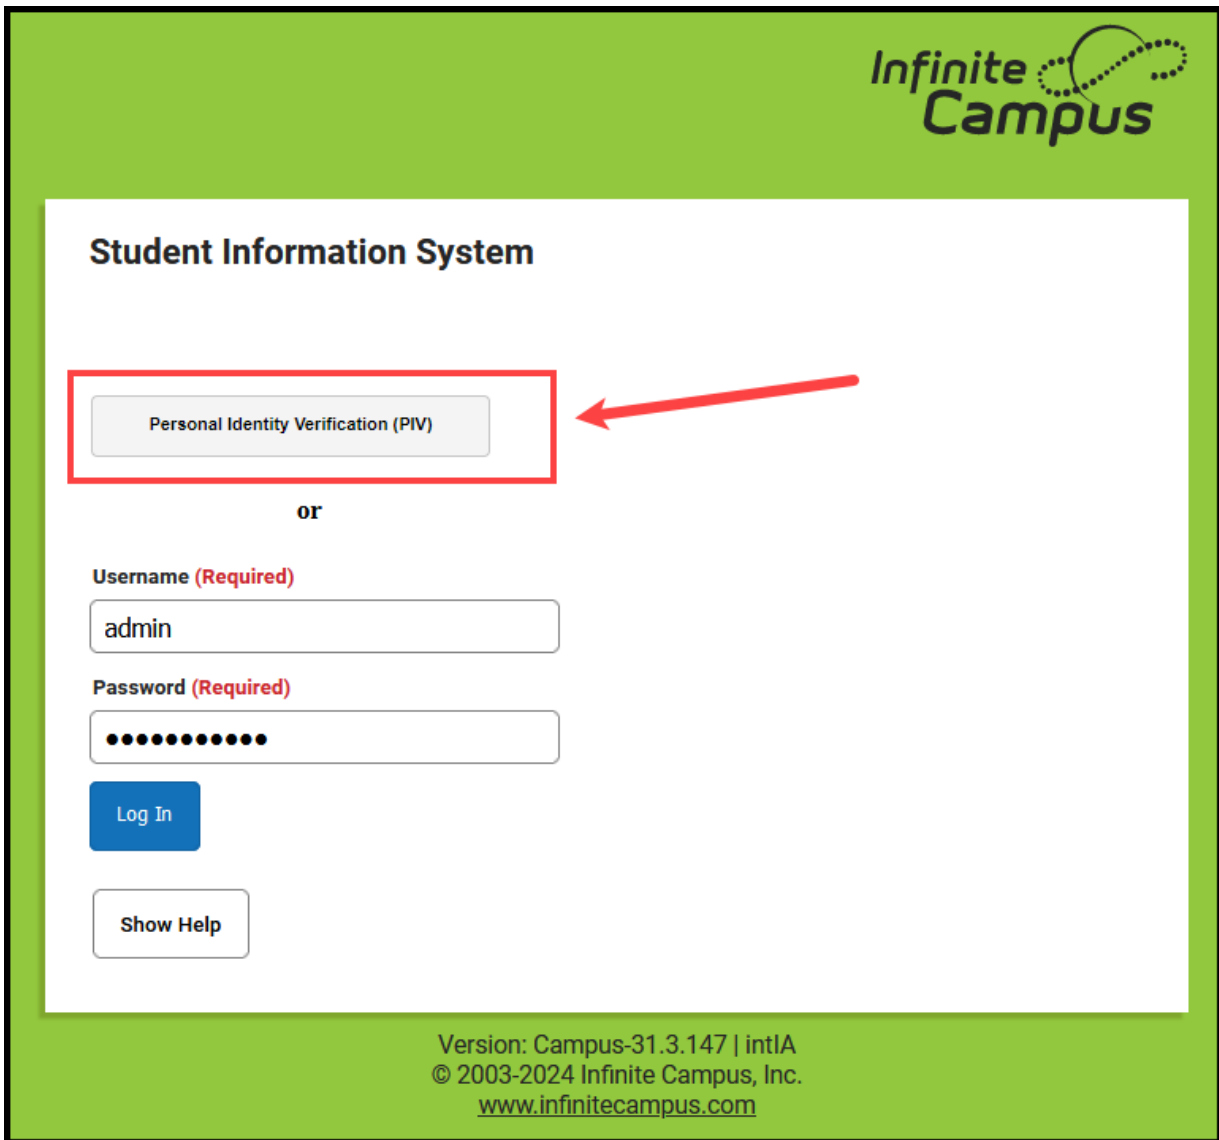 Infinite
Campus
Student Information System
Personal Identity Verification (PIV)
or
Username (Required)
admin
Password (Required)
●●●●●●●●●●●
Log In
Show Help
Version: Campus-31.3.147 | intIA
© 2003-2024 Infinite Campus, Inc.
www.infinitecampus.com